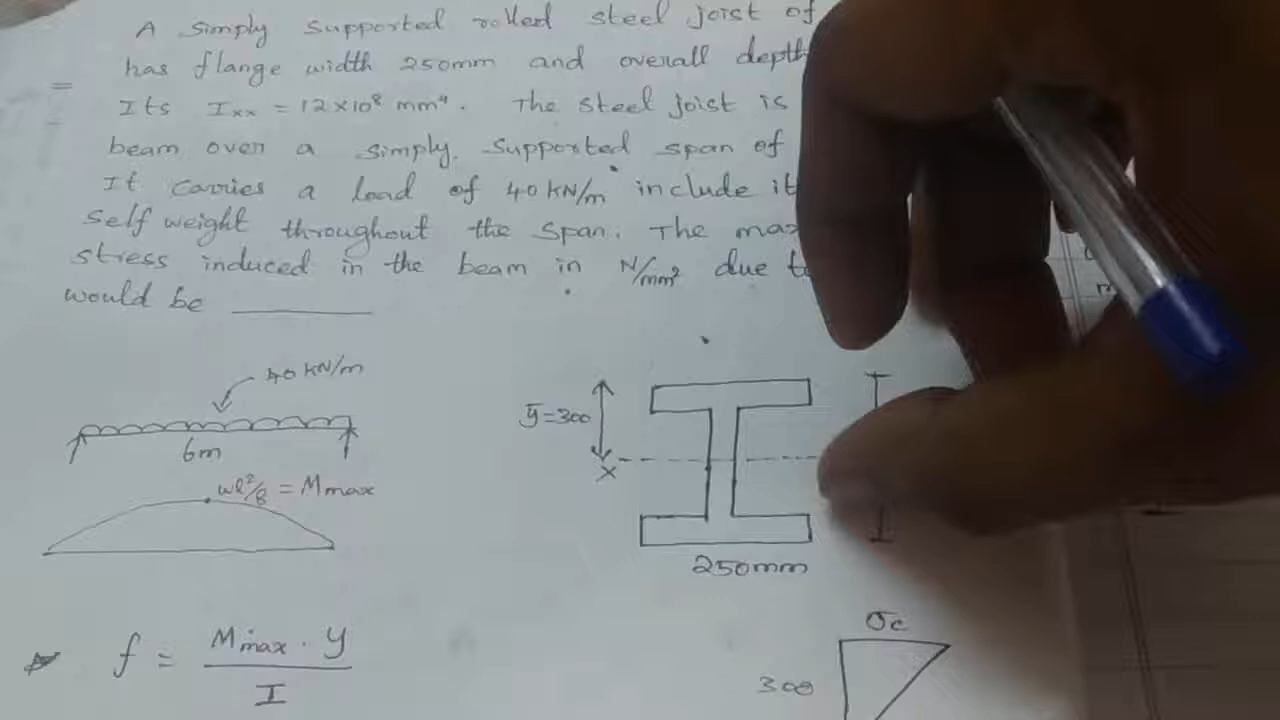 A simply supported rolled steel joist of
has flange width 250mm and overall depth
Its Ixx = 12×10⁸ mm⁴. The steel joist is
beam over a simply. supported span of
It carries a load of 40 KN/m include it
self weight throughout the span. The max
stress induced in the beam in N/mm² due to
would be ________
40 KN/m
6m
wl²/8 = Mmax
ȳ=300
X
250mm
f = Mmax . y / I
σc
300